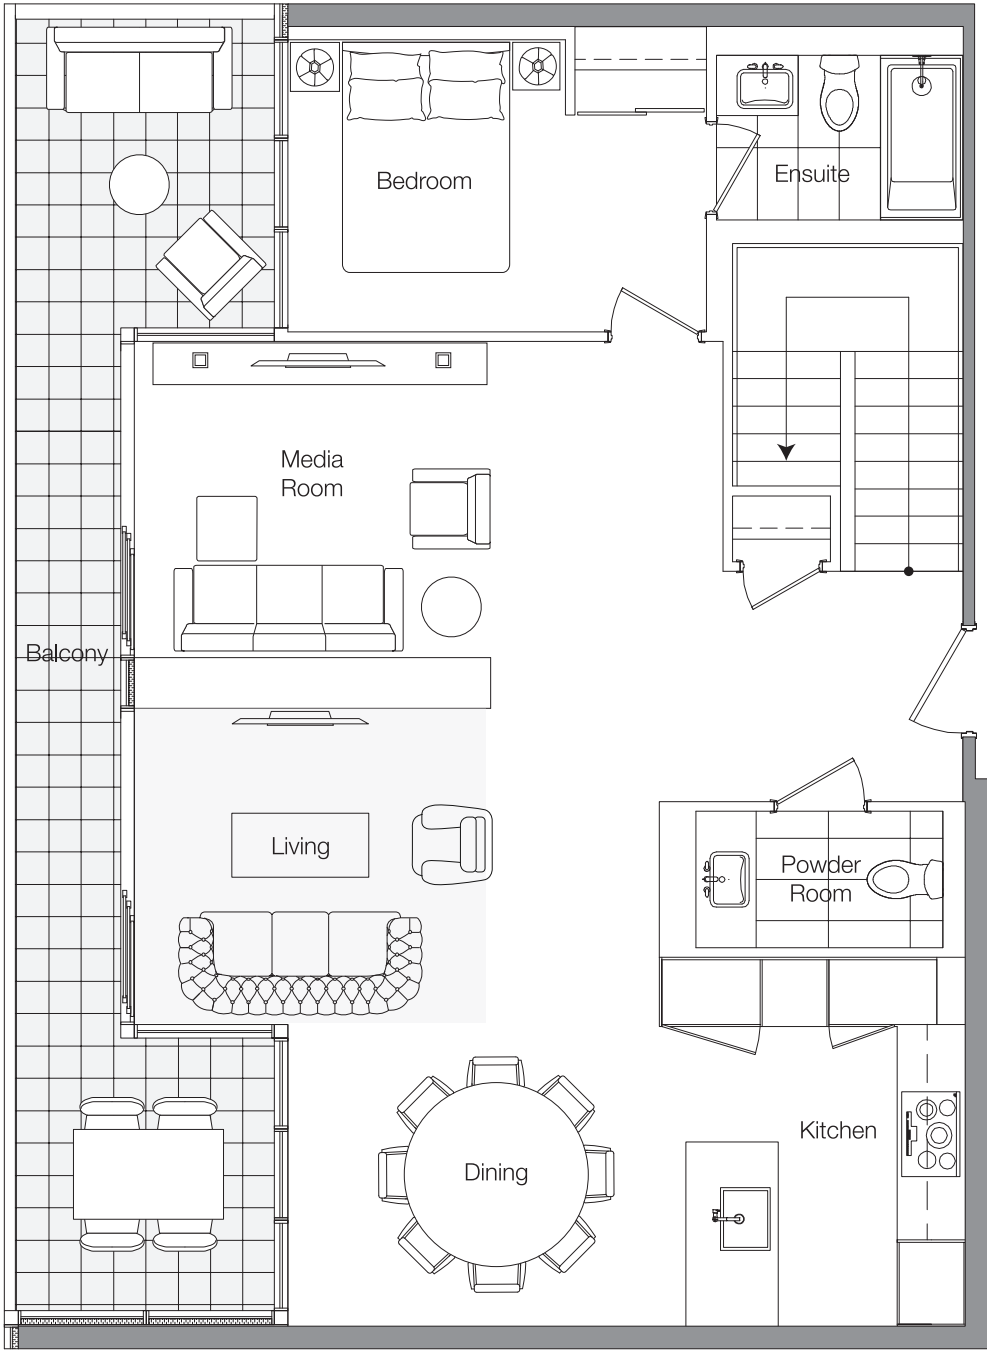 Bedroom
Ensuite
Media
Room
Balcony
Living
Powder
Room
Kitchen
Dining